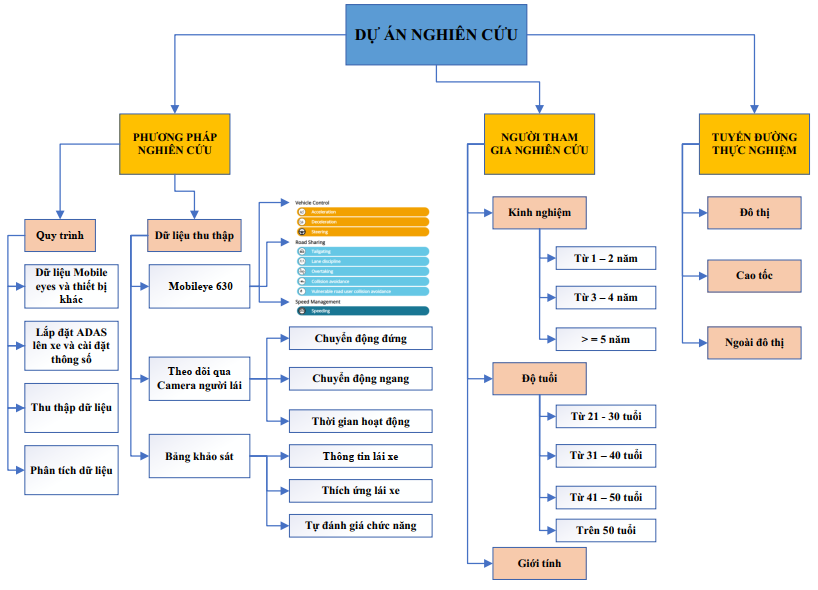 DỰ ÁN NGHIÊN CỨU
PHƯƠNG PHÁP
NGHIÊN CỨU
NGƯỜI THAM
GIA NGHIÊN CỨU
TUYẾN ĐƯỜNG
THỰC NGHIỆM
Quy trình
Dữ liệu Mobile
eyes và thiết bị
khác
Lắp đặt ADAS
lên xe và cài đặt
thông số
Thu thập dữ liệu
Phân tích dữ liệu
Dữ liệu thu thập
Mobileye 630
Vehicle Control
Acceleration
Deceleration
Steering
Road Sharing
Tailgating
Lane discipline
Overtaking
Collision avoidance
Vulnerable road user collision avoidance
Speed Management
Speeding
Theo dõi qua
Camera người lái
Chuyển động đứng
Chuyển động ngang
Thời gian hoạt động
Bảng khảo sát
Thông tin lái xe
Thích ứng lái xe
Tự đánh giá chức năng
Kinh nghiệm
Từ 1 – 2 năm
Từ 3 – 4 năm
> = 5 năm
Độ tuổi
Từ 21 - 30 tuổi
Từ 31 – 40 tuổi
Từ 41 – 50 tuổi
Trên 50 tuổi
Giới tính
Đô thị
Cao tốc
Ngoài đô thị